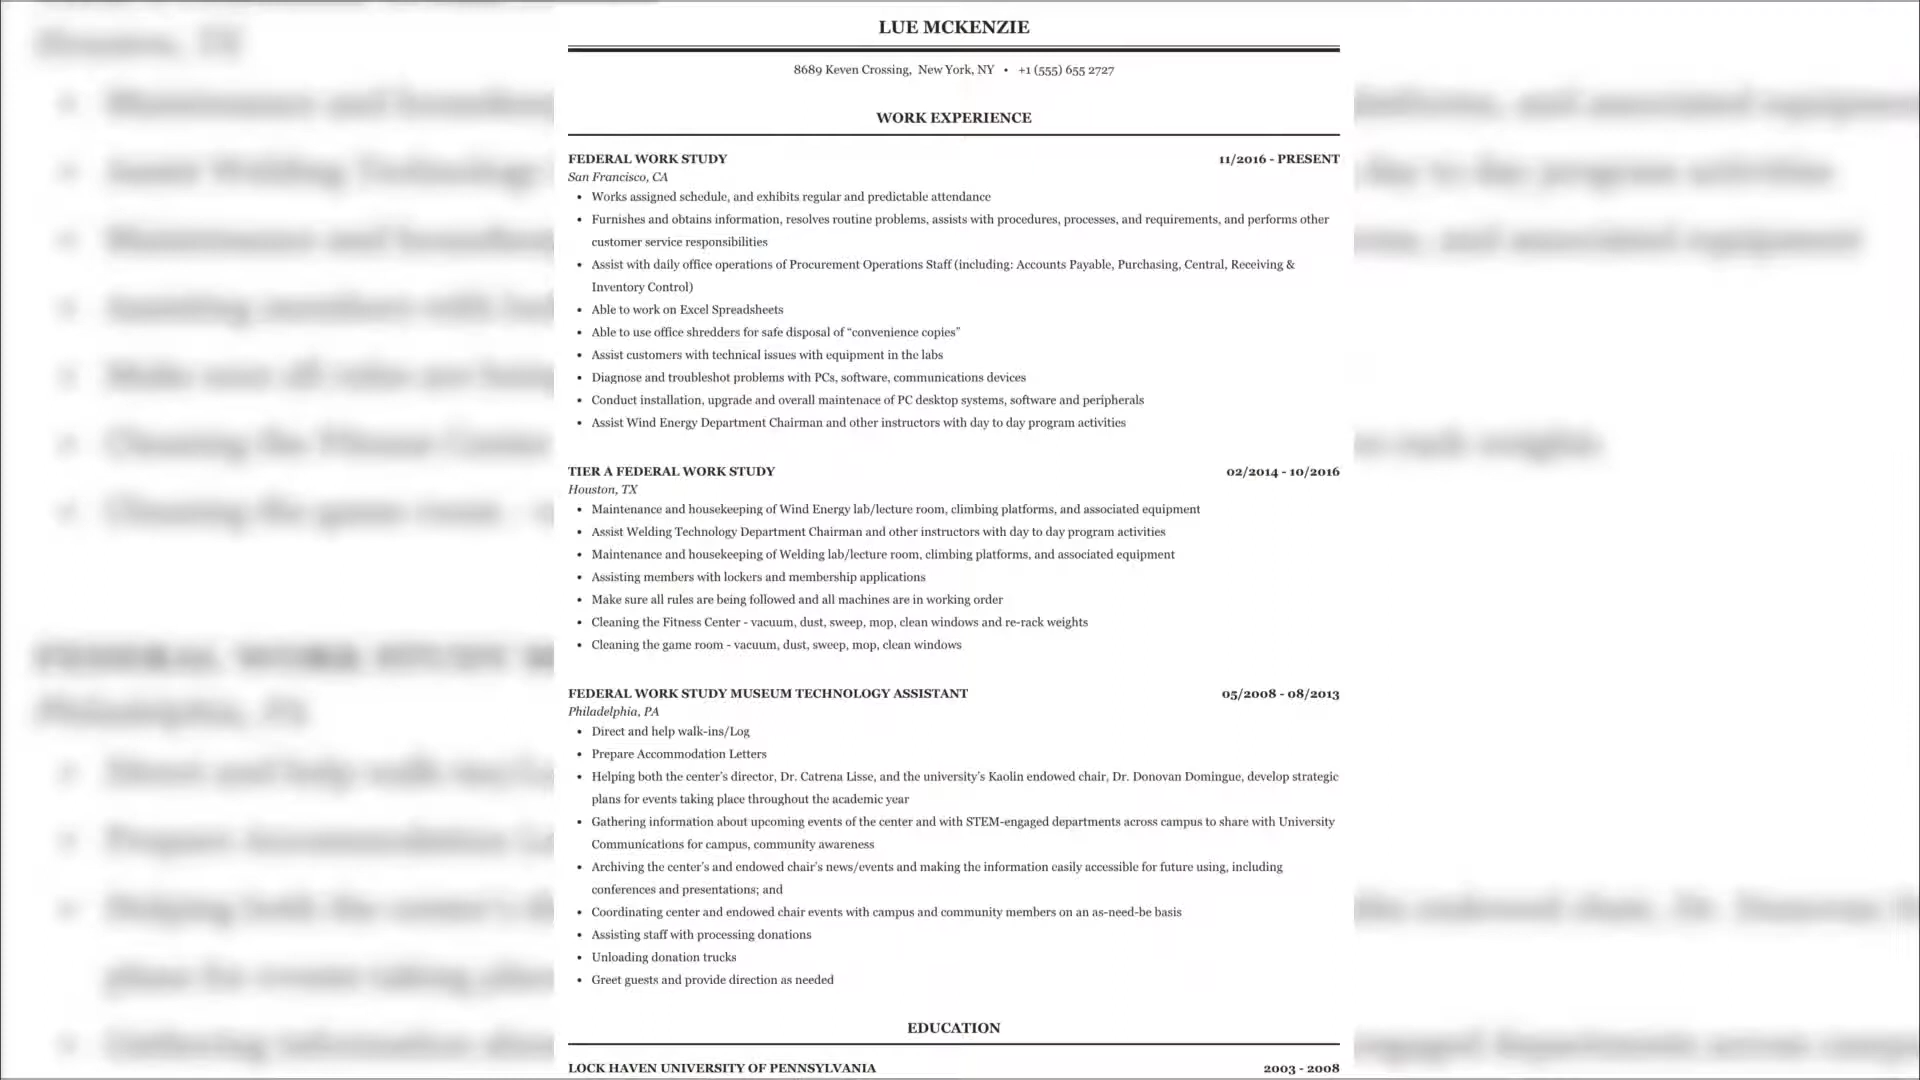 LUE MCKENZIE
8689 Keven Crossing, New York, NY • +1 (555) 655 2727
WORK EXPERIENCE
FEDERAL WORK STUDY 11/2016 - PRESENT
San Francisco, CA
• Works assigned schedule, and exhibits regular and predictable attendance
• Furnishes and obtains information, resolves routine problems, assists with procedures, processes, and requirements, and performs other
customer service responsibilities
• Assist with daily office operations of Procurement Operations Staff (including: Accounts Payable, Purchasing, Central, Receiving &
Inventory Control)
• Able to work on Excel Spreadsheets
• Able to use office shredders for safe disposal of “convenience copies”
• Assist customers with technical issues with equipment in the labs
• Diagnose and troubleshot problems with PCs, software, communications devices
• Conduct installation, upgrade and overall maintenace of PC desktop systems, software and peripherals
• Assist Wind Energy Department Chairman and other instructors with day to day program activities
TIER A FEDERAL WORK STUDY 02/2014 - 10/2016
Houston, TX
• Maintenance and housekeeping of Wind Energy lab/lecture room, climbing platforms, and associated equipment
• Assist Welding Technology Department Chairman and other instructors with day to day program activities
• Maintenance and housekeeping of Welding lab/lecture room, climbing platforms, and associated equipment
• Assisting members with lockers and membership applications
• Make sure all rules are being followed and all machines are in working order
• Cleaning the Fitness Center - vacuum, dust, sweep, mop, clean windows and re-rack weights
• Cleaning the game room - vacuum, dust, sweep, mop, clean windows
FEDERAL WORK STUDY MUSEUM TECHNOLOGY ASSISTANT 05/2008 - 08/2013
Philadelphia, PA
• Direct and help walk-ins/Log
• Prepare Accommodation Letters
• Helping both the center’s director, Dr. Catrena Lisse, and the university’s Kaolin endowed chair, Dr. Donovan Domingue, develop strategic
plans for events taking place throughout the academic year
• Gathering information about upcoming events of the center and with STEM-engaged departments across campus to share with University
Communications for campus, community awareness
• Archiving the center’s and endowed chair’s news/events and making the information easily accessible for future using, including
conferences and presentations; and
• Coordinating center and endowed chair events with campus and community members on an as-need-be basis
• Assisting staff with processing donations
• Unloading donation trucks
• Greet guests and provide direction as needed
EDUCATION
LOCK HAVEN UNIVERSITY OF PENNSYLVANIA 2003 - 2008